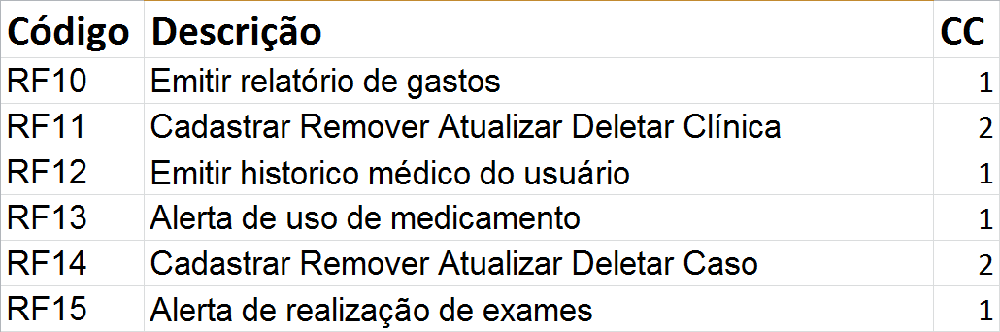 Código Descrição CC
RF10 Emitir relatório de gastos 1
RF11 Cadastrar Remover Atualizar Deletar Clínica 2
RF12 Emitir historico médico do usuário 1
RF13 Alerta de uso de medicamento 1
RF14 Cadastrar Remover Atualizar Deletar Caso 2
RF15 Alerta de realização de exames 1